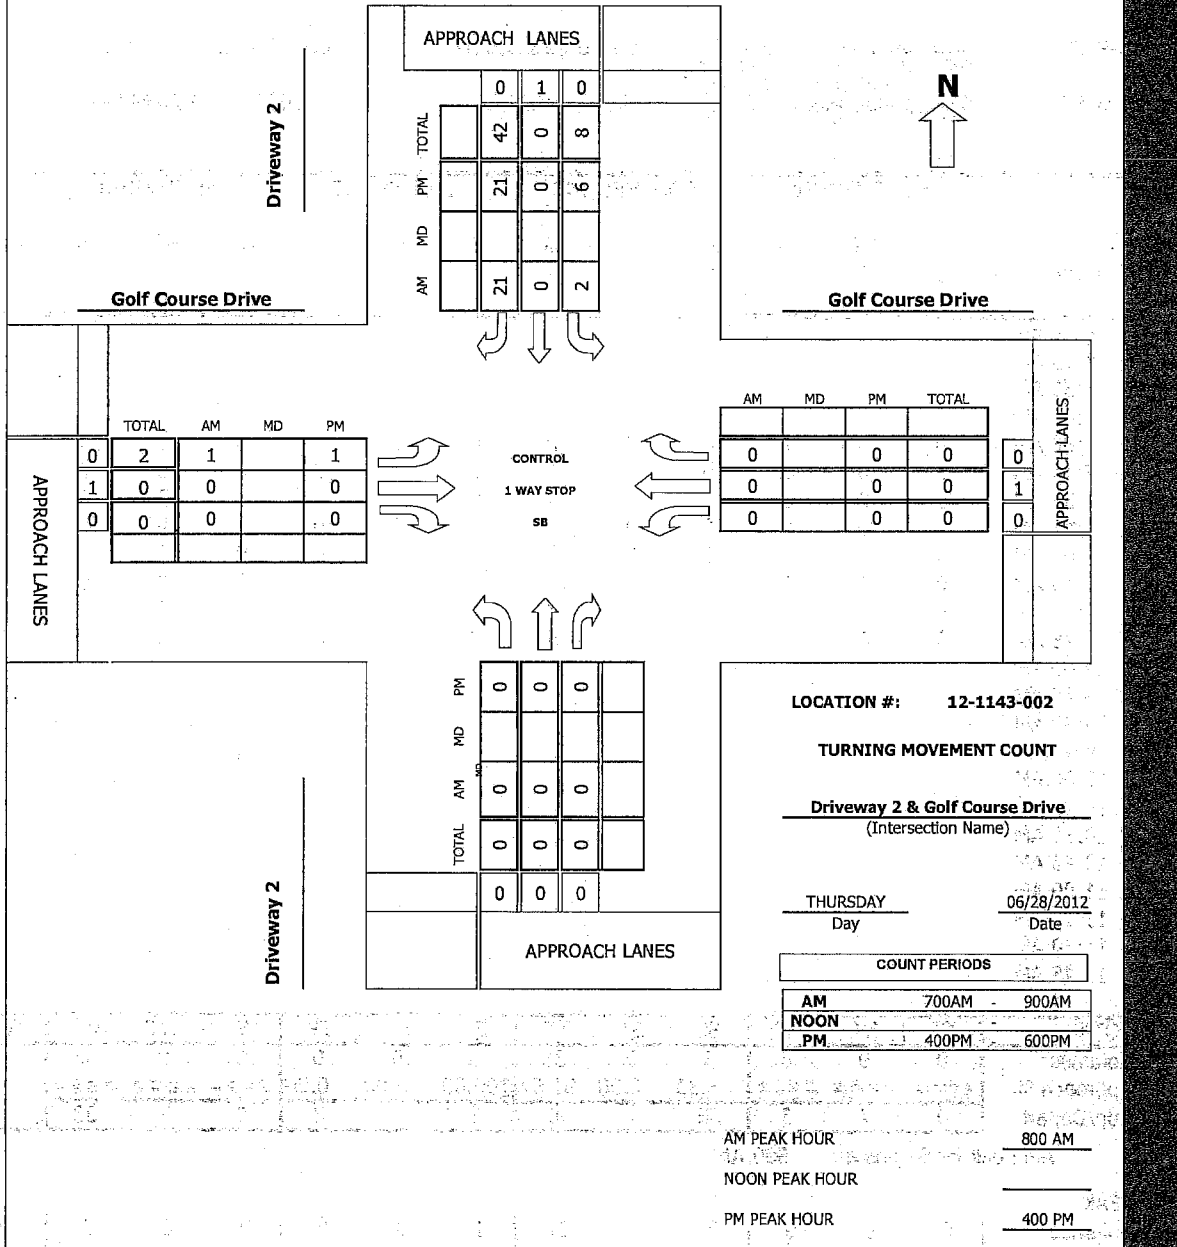 APPROACH LANES
N
0 1 0
Driveway 2
TOTAL 42 0 8
PM 21 0 6
MD
AM 21 0 2
Golf Course Drive
Golf Course Drive
AM MD PM TOTAL
TOTAL AM MD PM
0 2 1 1
1 0 0 0
0 0 0 0
APPROACH LANES
CONTROL
1 WAY STOP
SB
0 0 0 0
0 0 0 1
0 0 0 0
APPROACH LANES
PM 0 0 0
MD
MD
AM 0 0 0
TOTAL 0 0 0
0 0 0
APPROACH LANES
Driveway 2
LOCATION #: 12-1143-002
TURNING MOVEMENT COUNT
Driveway 2 & Golf Course Drive
(Intersection Name)
THURSDAY 06/28/2012
Day Date
COUNT PERIODS
AM 700AM - 900AM
NOON -
PM 400PM - 600PM
AM PEAK HOUR 800 AM
NOON PEAK HOUR
PM PEAK HOUR 400 PM